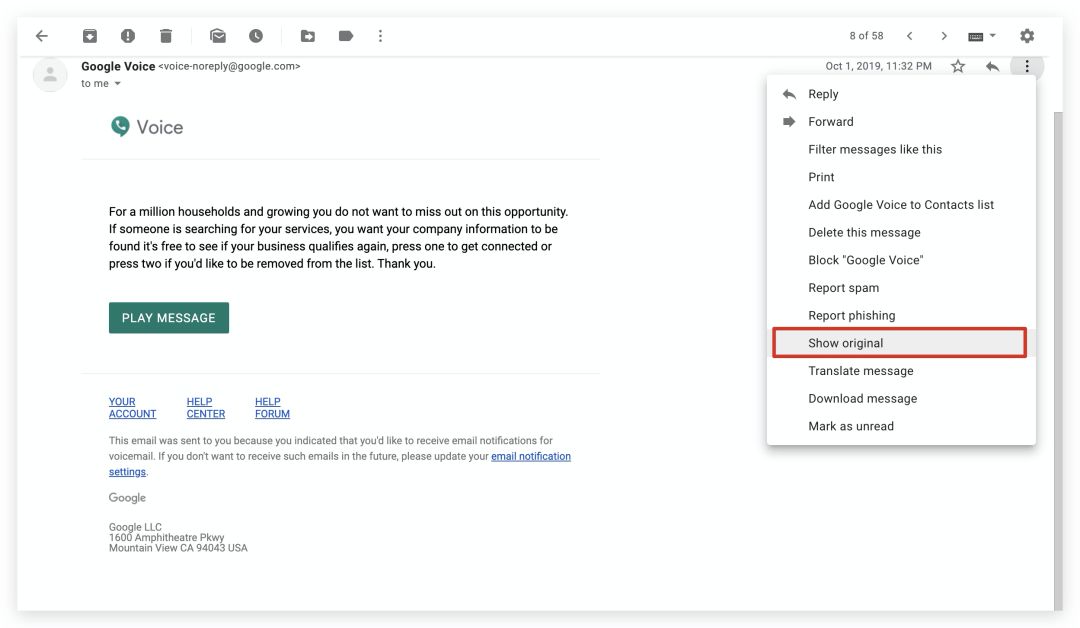 8 of 58
Google Voice <voice-noreply@google.com>
Oct 1, 2019, 11:32 PM
to me
Voice
For a million households and growing you do not want to miss out on this opportunity.
If someone is searching for your services, you want your company information to be
found it's free to see if your business qualifies again, press one to get connected or
press two if you'd like to be removed from the list. Thank you.
PLAY MESSAGE
YOUR
ACCOUNT
HELP
CENTER
HELP
FORUM
This email was sent to you because you indicated that you'd like to receive email notifications for
voicemail. If you don't want to receive such emails in the future, please update your email notification
settings.
Google
Google LLC
1600 Amphitheatre Pkwy
Mountain View CA 94043 USA
Reply
Forward
Filter messages like this
Print
Add Google Voice to Contacts list
Delete this message
Block "Google Voice"
Report spam
Report phishing
Show original
Translate message
Download message
Mark as unread